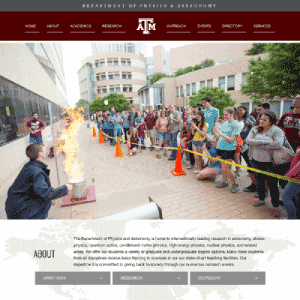 DEPARTMENT OF PHYSICS & ASTRONOMY
HOME ABOUT ACADEMICS RESEARCH ATM OUTREACH EVENTS DIRECTORY SERVICES
ABOUT
The Department of Physics and Astronomy is home to internationally leading research in astronomy, atomic
physics, quantum optics, condensed matter physics, high energy physics, nuclear physics, and related
areas. We offer our students a variety of graduate and undergraduate degree options. Many more students
from all disciplines receive basic training in sciences in our state-of-art teaching facilities. Our
department is committed to giving back to society through our numerous outreach events.
APPLY NOW RESEARCH OUTREACH